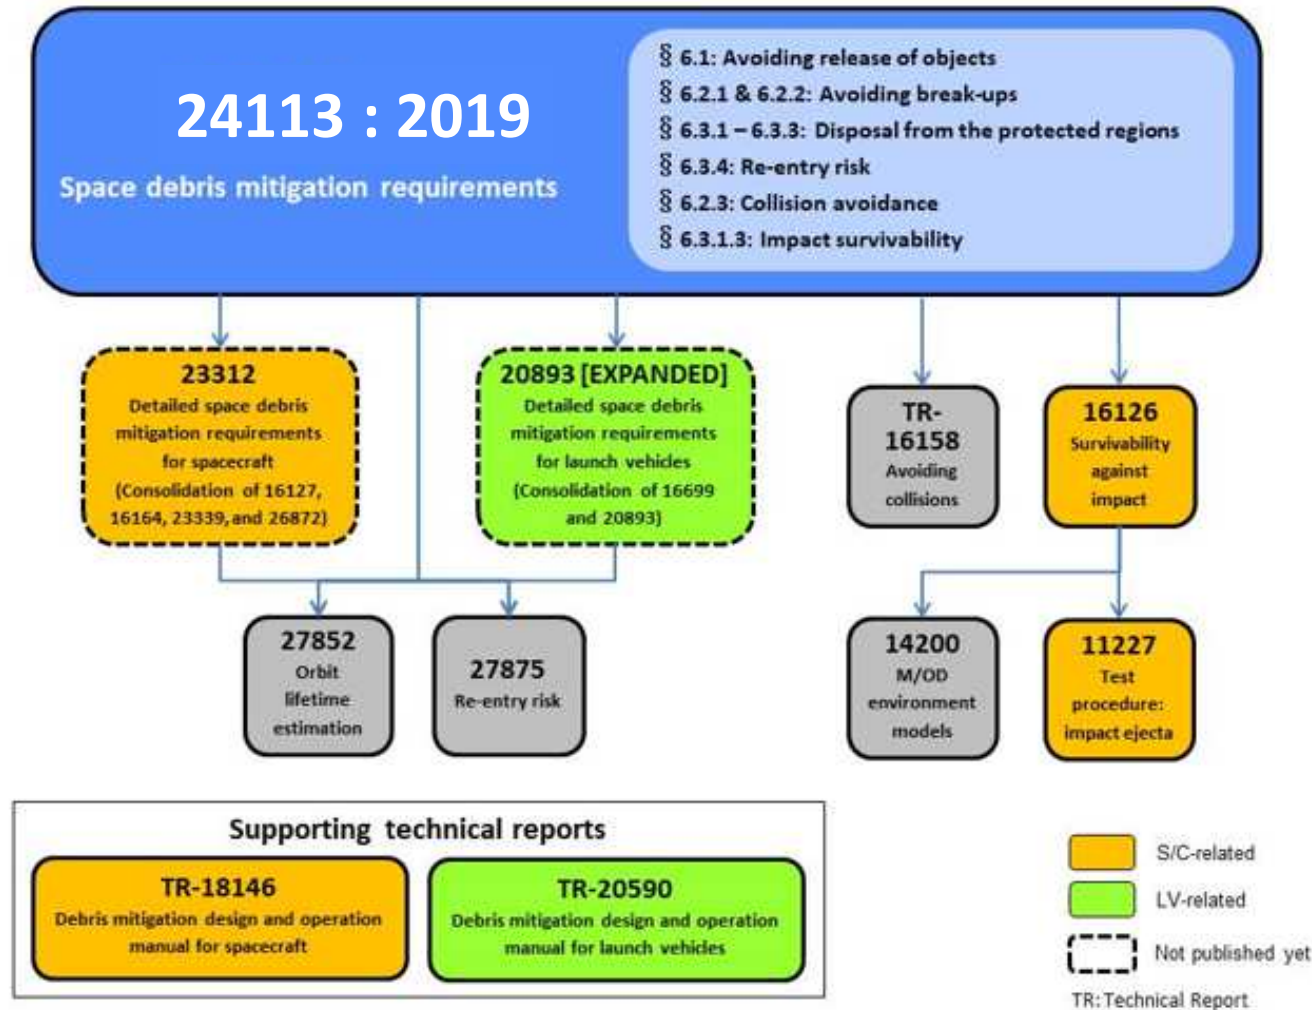 24113 : 2019
Space debris mitigation requirements
§ 6.1: Avoiding release of objects
§ 6.2.1 & 6.2.2: Avoiding break-ups
§ 6.3.1 – 6.3.3: Disposal from the protected regions
§ 6.3.4: Re-entry risk
§ 6.2.3: Collision avoidance
§ 6.3.1.3: Impact survivability
23312
Detailed space debris
mitigation requirements
for spacecraft
(Consolidation of 16127,
16164, 23339, and 26872)
20893 [EXPANDED]
Detailed space debris
mitigation requirements
for launch vehicles
(Consolidation of 16699
and 20893)
TR-
16158
Avoiding
collisions
16126
Survivability
against
impact
27852
Orbit
lifetime
estimation
27875
Re-entry risk
14200
M/OD
environment
models
11227
Test
procedure:
impact ejecta
Supporting technical reports
TR-18146
Debris mitigation design and operation
manual for spacecraft
TR-20590
Debris mitigation design and operation
manual for launch vehicles
S/C-related
LV-related
Not published yet
TR: Technical Report